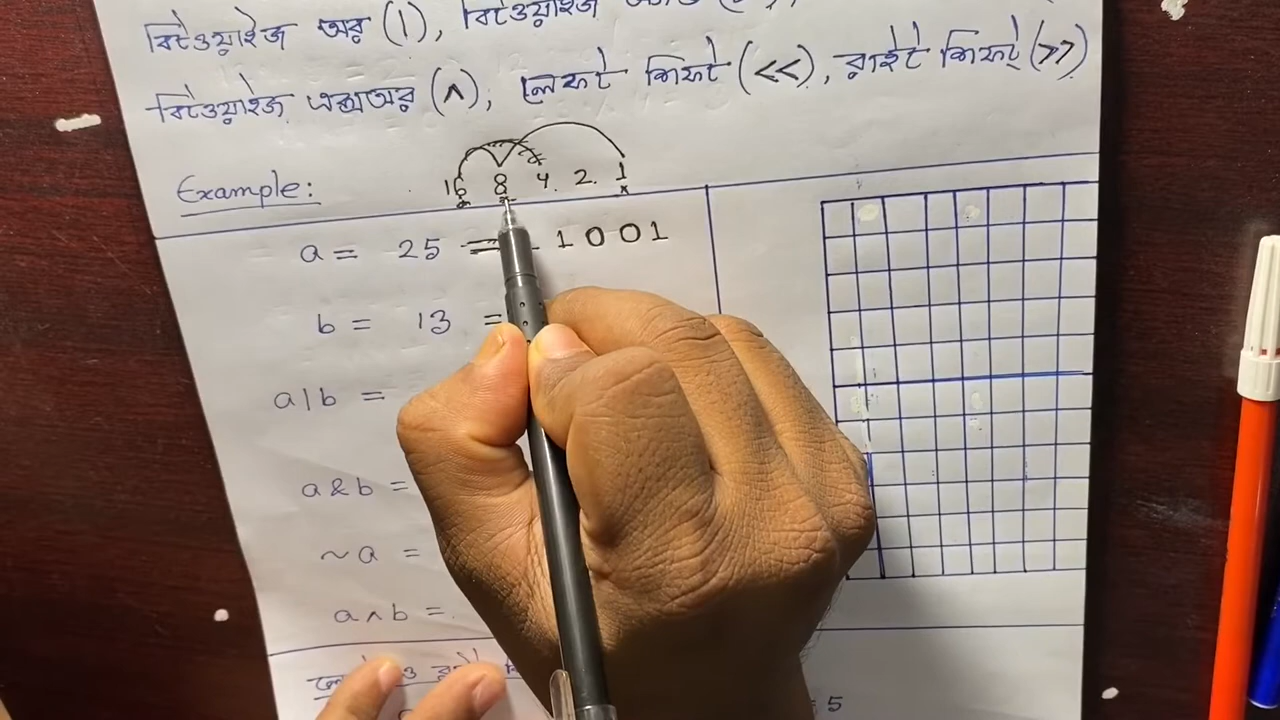 বিটওয়াইজ অর (|), বিটওয়াইজ
বিটওয়াইজ এক্সঅর (^), লেফট শিফট (<<), রাইট শিফট (>>)
Example:
16 8 4 2 1
a = 25 = 1 0 0 1
b = 13 =
a|b =
a&b =
~a =
a^b =
= 5